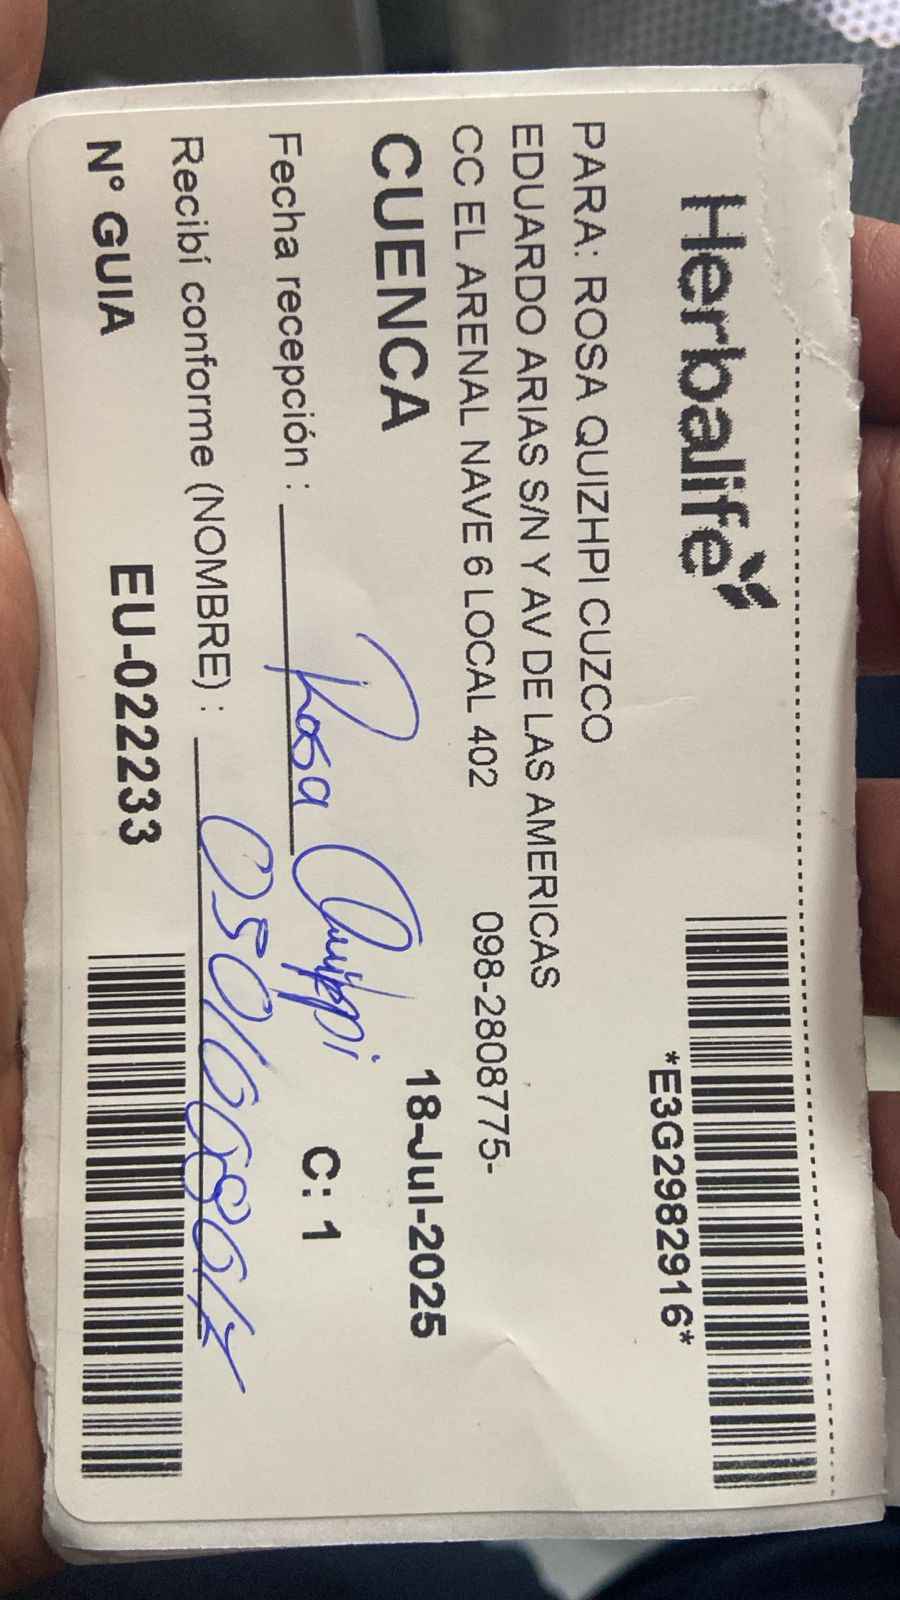 Herbalife
*E3G2982916*
PARA: ROSA QUIZHPI CUZCO
EDUARDO ARIAS S/N Y AV DE LAS AMERICAS
CC EL ARENAL NAVE 6 LOCAL 402 098-2808775-
CUENCA 18-Jul-2025
Fecha recepción : Rosa Quizhpi C: 1
Recibí conforme (NOMBRE) :
N° GUIA EU-022233